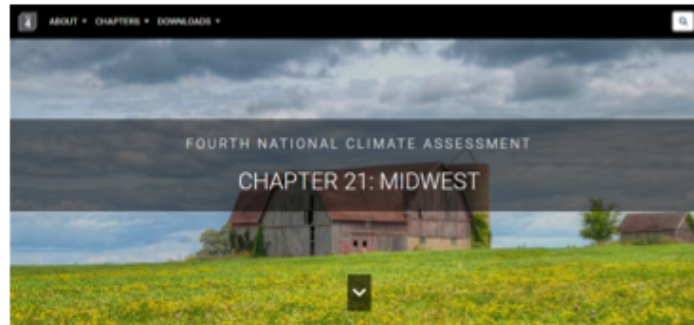 ABOUT CHAPTERS DOWNLOADS
FOURTH NATIONAL CLIMATE ASSESSMENT
CHAPTER 21: MIDWEST